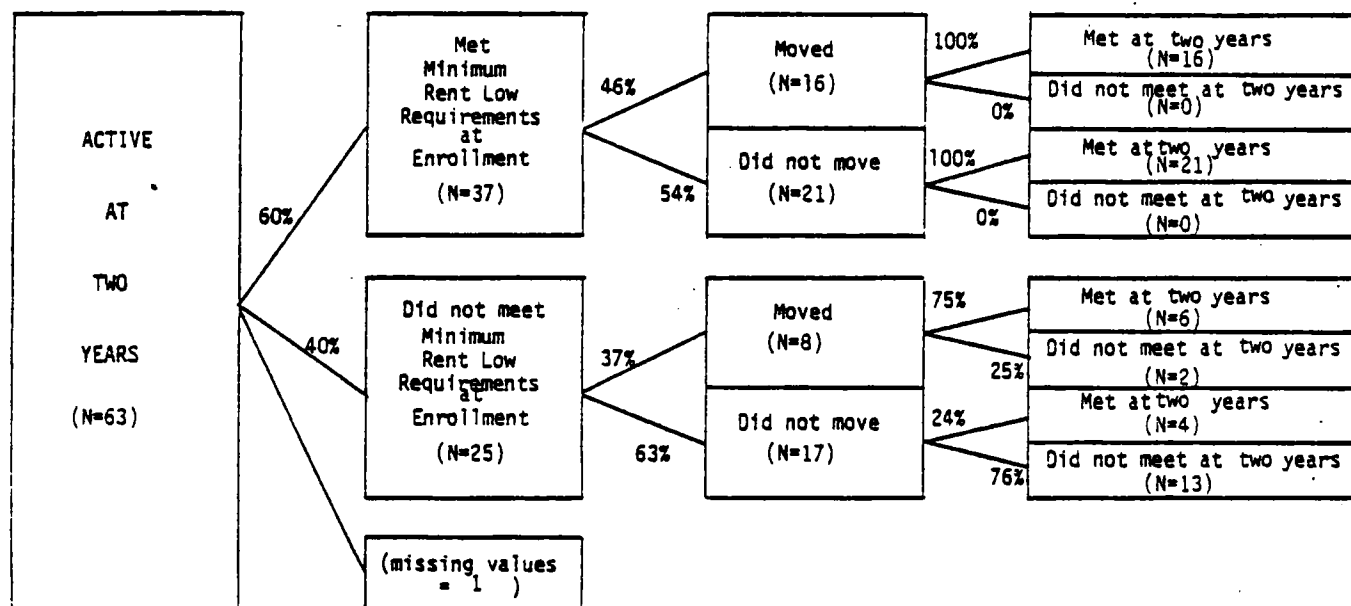 ACTIVE
AT
TWO
YEARS
(N=63)
60%
40%
Met
Minimum
Rent Low
Requirements
at
Enrollment
(N=37)
46%
54%
Moved
(N=16)
Did not move
(N=21)
100%
0%
100%
0%
Met at two years
(N=16)
Did not meet at two years
(N=0)
Met at two years
(N=21)
Did not meet at two years
(N=0)
Did not meet
Minimum
Rent Low
Requirements
at
Enrollment
(N=25)
37%
63%
Moved
(N=8)
Did not move
(N=17)
75%
25%
24%
76%
Met at two years
(N=6)
Did not meet at two years
(N=2)
Met at two years
(N=4)
Did not meet at two years
(N=13)
(missing values
= 1 )